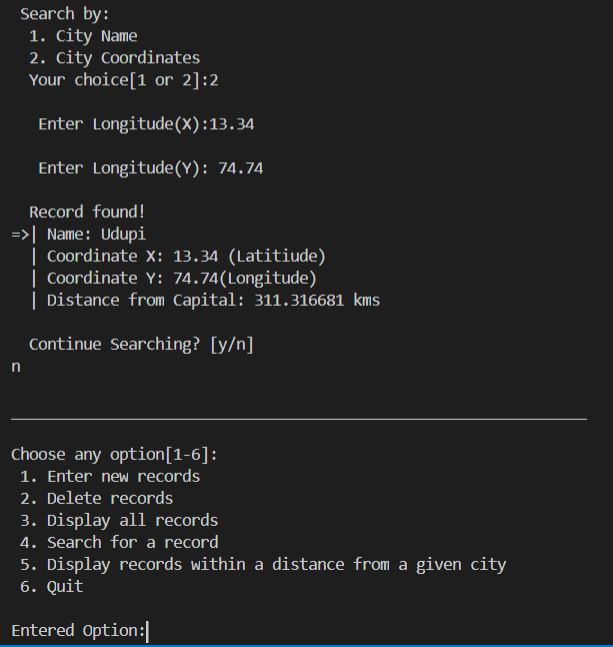 Search by:
1. City Name
2. City Coordinates
Your choice[1 or 2]:2
Enter Longitude(X):13.34
Enter Longitude(Y): 74.74
Record found!
=>| Name: Udupi
| Coordinate X: 13.34 (Latitiude)
| Coordinate Y: 74.74(Longitude)
| Distance from Capital: 311.316681 kms
Continue Searching? [y/n]
n
Choose any option[1-6]:
1. Enter new records
2. Delete records
3. Display all records
4. Search for a record
5. Display records within a distance from a given city
6. Quit
Entered Option: